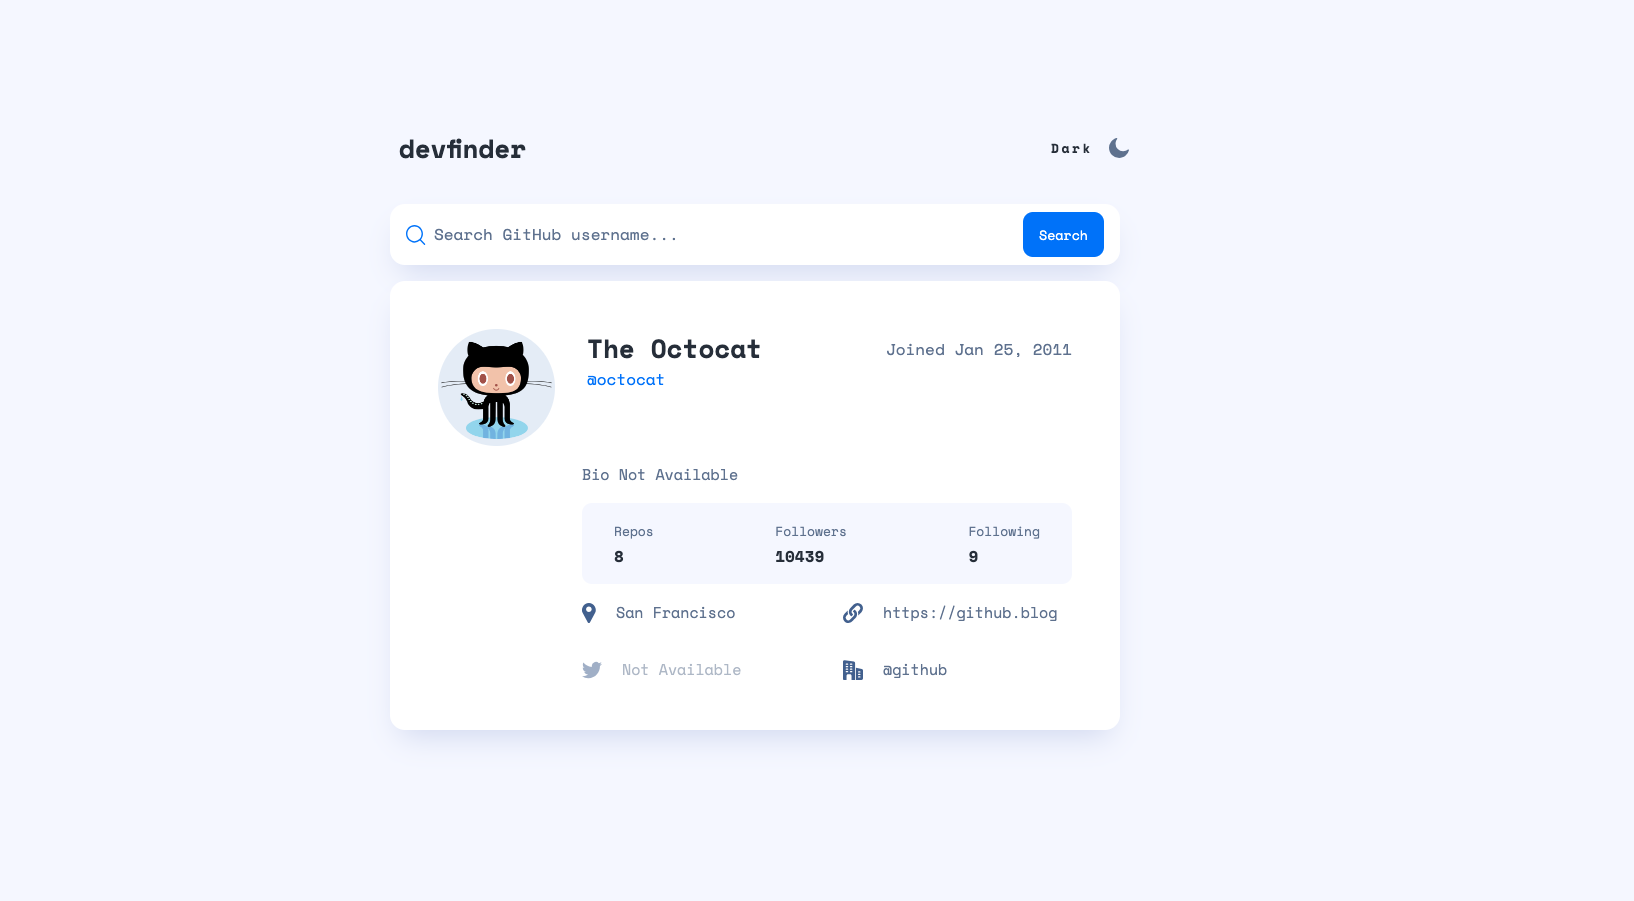 devfinder
Dark
Search GitHub username...
Search
The Octocat
Joined Jan 25, 2011
@octocat
Bio Not Available
Repos
Followers
Following
8
10439
9
San Francisco
https://github.blog
Not Available
@github